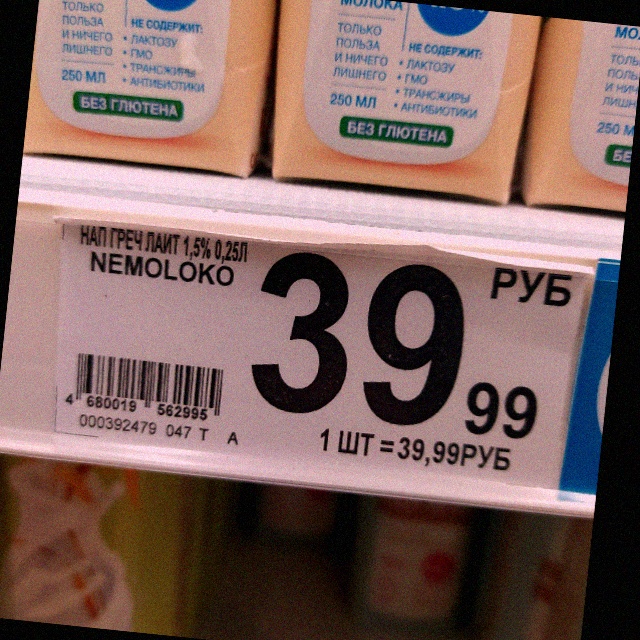 ТОЛЬКО
ПОЛЬЗА
И НИЧЕГО
ЛИШНЕГО
250 МЛ
НЕ СОДЕРЖИТ:
• ЛАКТОЗУ
• ГМО
• ТРАНСЖИРЫ
• АНТИБИОТИКИ
БЕЗ ГЛЮТЕНА
МОЛОКА
ТОЛЬКО
ПОЛЬЗА
И НИЧЕГО
ЛИШНЕГО
250 МЛ
НЕ СОДЕРЖИТ:
• ЛАКТОЗУ
• ГМО
• ТРАНСЖИРЫ
• АНТИБИОТИКИ
БЕЗ ГЛЮТЕНА
НАП ГРЕЧ ЛАЙТ 1,5% 0,25Л
NEMOLOKO
39 99
РУБ
4 680019 562995
000392479 047 T A
1 ШТ =39,99РУБ